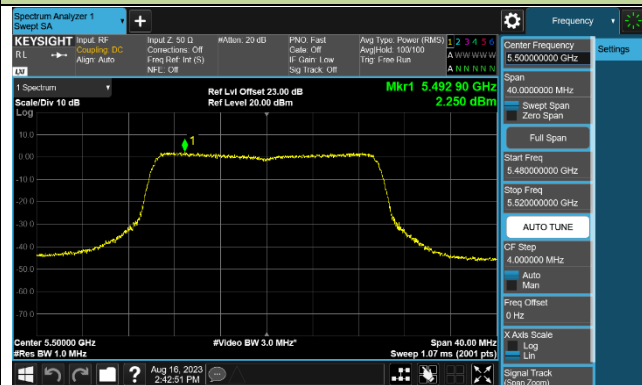 Spectrum Analyzer 1
Swept SA
Frequency
KEYSIGHT
Input: RF
Input Z: 50 Ω
#Atten: 20 dB
PNO: Fast
Avg Type: Power (RMS)
1 2 3 4 5 6
RL
Coupling: DC
Corrections: Off
Gate: Off
Avg|Hold: 100/100
A W W W W W
Align: Auto
Freq Ref: Int (S)
IF Gain: Low
Trig: Free Run
LXI
NFE: Off
Sig Track: Off
A N N N N N
1 Spectrum
Ref Lvl Offset 23.00 dB
Mkr1 5.492 90 GHz
Scale/Div 10 dB
Ref Level 20.00 dBm
2.250 dBm
Log
1
10.0
0.00
-10.0
-20.0
-30.0
-40.0
-50.0
-60.0
-70.0
Center 5.50000 GHz
#Video BW 3.0 MHz*
Span 40.00 MHz
#Res BW 1.0 MHz
Sweep 1.07 ms (2001 pts)
Aug 16, 2023
2:42:51 PM
Center Frequency
5.500000000 GHz
Settings
Span
40.0000000 MHz
Swept Span
Zero Span
Full Span
Start Freq
5.480000000 GHz
Stop Freq
5.520000000 GHz
AUTO TUNE
CF Step
4.000000 MHz
Auto
Man
Freq Offset
0 Hz
X Axis Scale
Log
Lin
Signal Track
(Span Zoom)